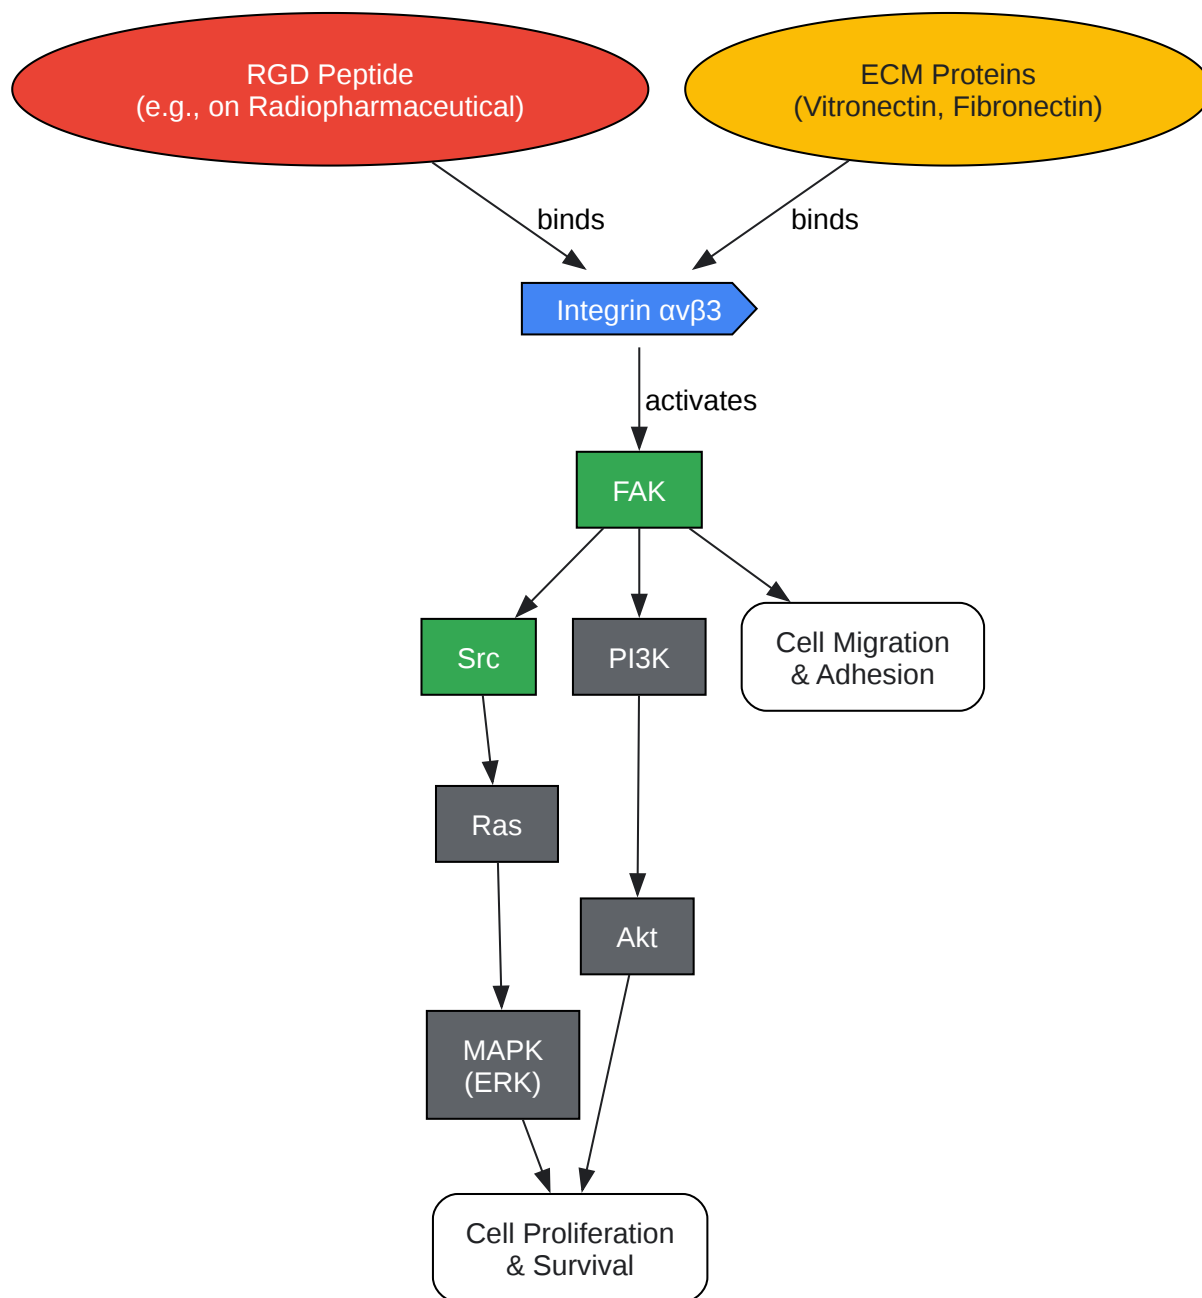 RGD Peptide
(e.g., on Radiopharmaceutical)
ECM Proteins
(Vitronectin, Fibronectin)
binds
binds
Integrin αvβ3
activates
FAK
Src
PI3K
Cell Migration
& Adhesion
Ras
Akt
MAPK
(ERK)
Cell Proliferation
& Survival